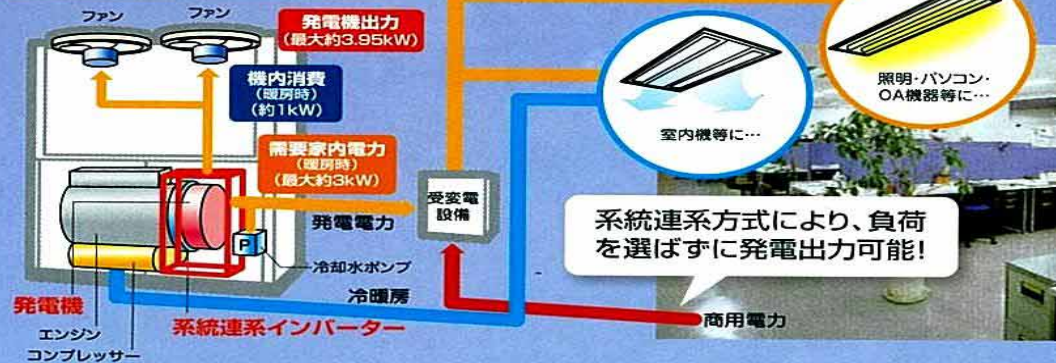 ファン
ファン
発電機出力
(最大約3.95kW)
機内消費
(暖房時)
(約1kW)
需要家内電力
(暖房時)
(最大約3kW)
発電電力
受変電
設備
P
冷却水ポンプ
冷暖房
発電機
エンジン
コンプレッサー
系統連系インバーター
商用電力
室内機等に…
照明・パソコン・
OA機器等に…
系統連系方式により、負荷
を選ばずに発電出力可能!